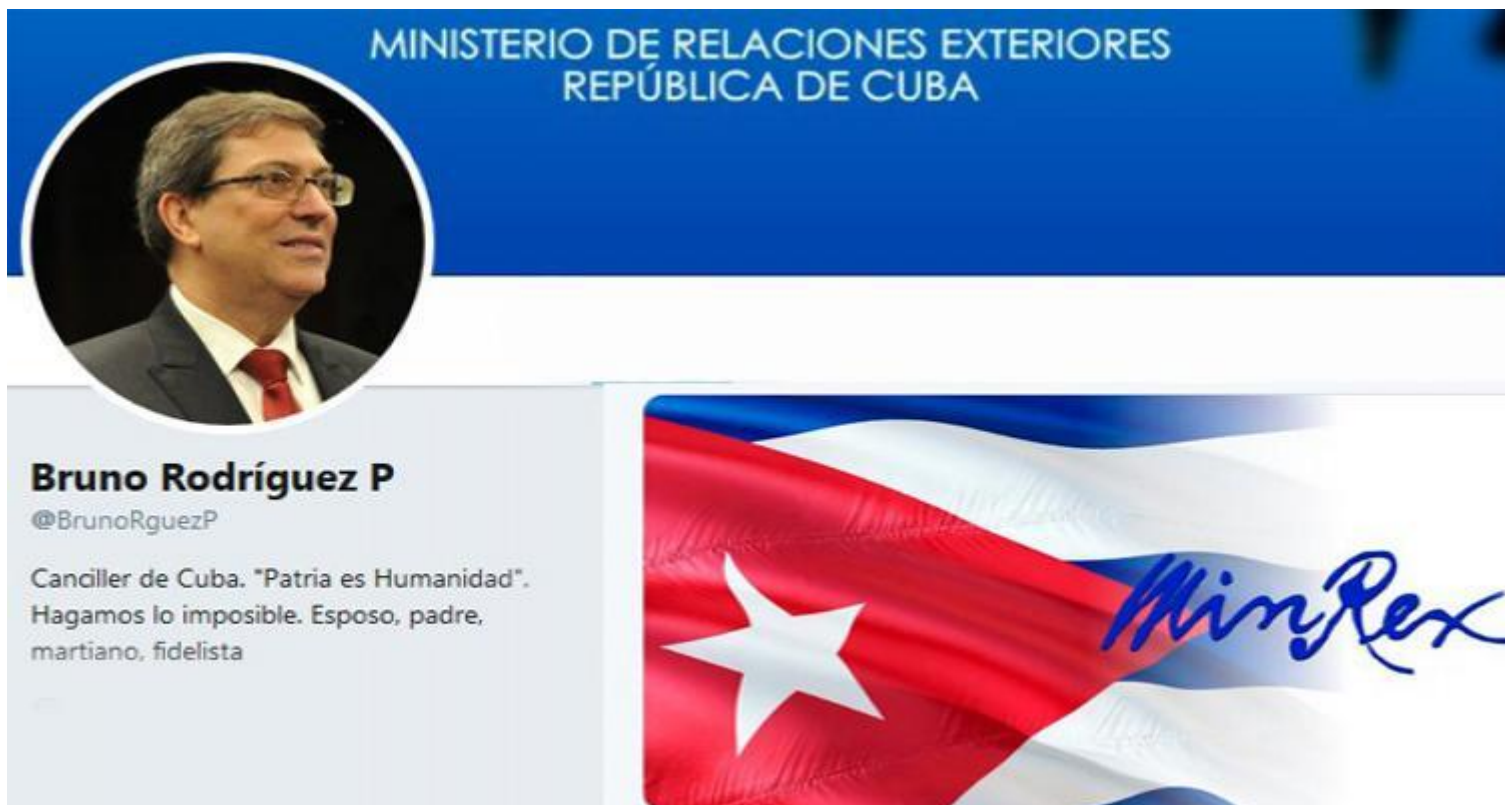 MINISTERIO DE RELACIONES EXTERIORES
REPÚBLICA DE CUBA
Bruno Rodríguez P
@BrunoRguezP
Canciller de Cuba. "Patria es Humanidad".
Hagamos lo imposible. Esposo, padre,
martiano, fidelista
MinRex